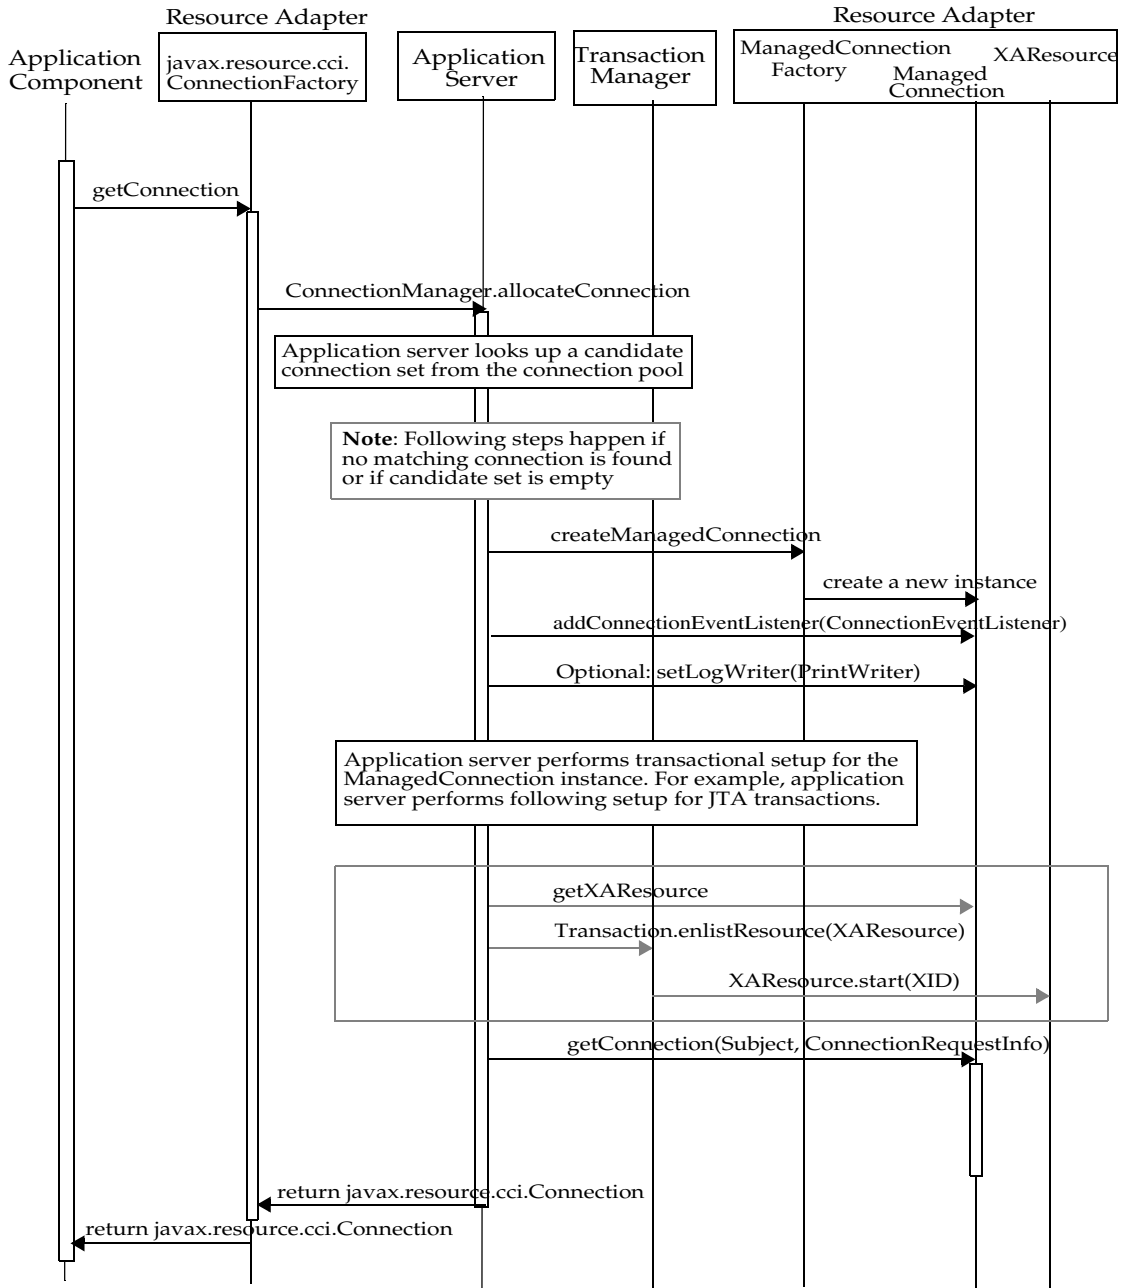 Resource Adapter
Resource Adapter
Application
Component
javax.resource.cci.
ConnectionFactory
Application
Server
Transaction
Manager
ManagedConnection
Factory
Managed
Connection
XAResource
getConnection
ConnectionManager.allocateConnection
Application server looks up a candidate
connection set from the connection pool
Note: Following steps happen if
no matching connection is found
or if candidate set is empty
createManagedConnection
create a new instance
addConnectionEventListener(ConnectionEventListener)
Optional: setLogWriter(PrintWriter)
Application server performs transactional setup for the
ManagedConnection instance. For example, application
server performs following setup for JTA transactions.
getXAResource
Transaction.enlistResource(XAResource)
XAResource.start(XID)
getConnection(Subject, ConnectionRequestInfo)
return javax.resource.cci.Connection
return javax.resource.cci.Connection